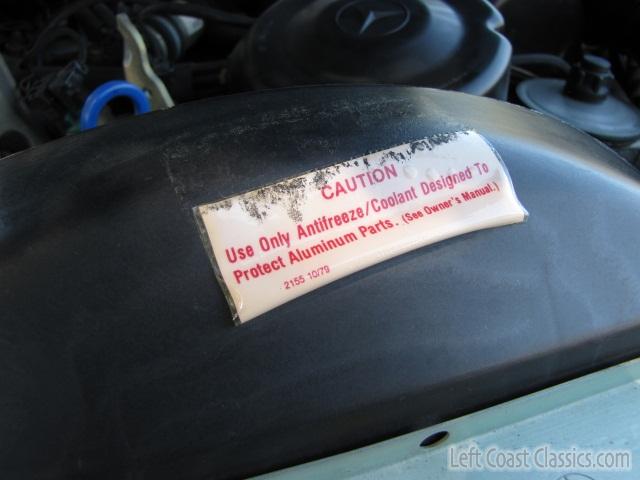 CAUTION
Use Only Antifreeze/Coolant Designed To
Protect Aluminum Parts. (See Owner's Manual.)
2155 10/79
Left Coast Classics.com